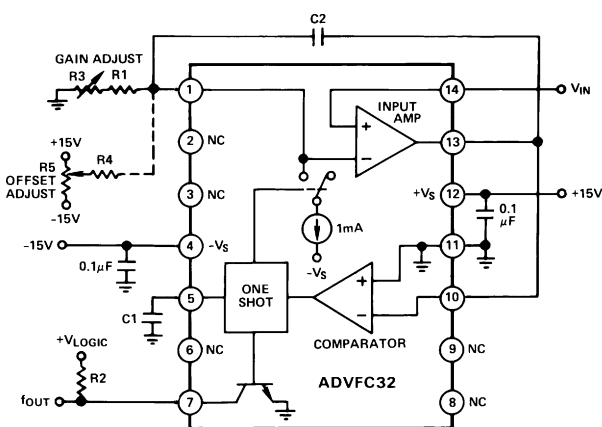 C2
GAIN ADJUST
R3 R1
1
14
VIN
INPUT
AMP
+
−
13
+15V
R5
OFFSET
ADJUST
R4
−15V
2 NC
3 NC
+VS
12
+15V
0.1
μF
1mA
−VS
−15V
4
−VS
0.1μF
11
5
C1
ONE
SHOT
+
−
10
COMPARATOR
6 NC
9 NC
+VLOGIC
R2
fOUT
7
ADVFC32
8 NC